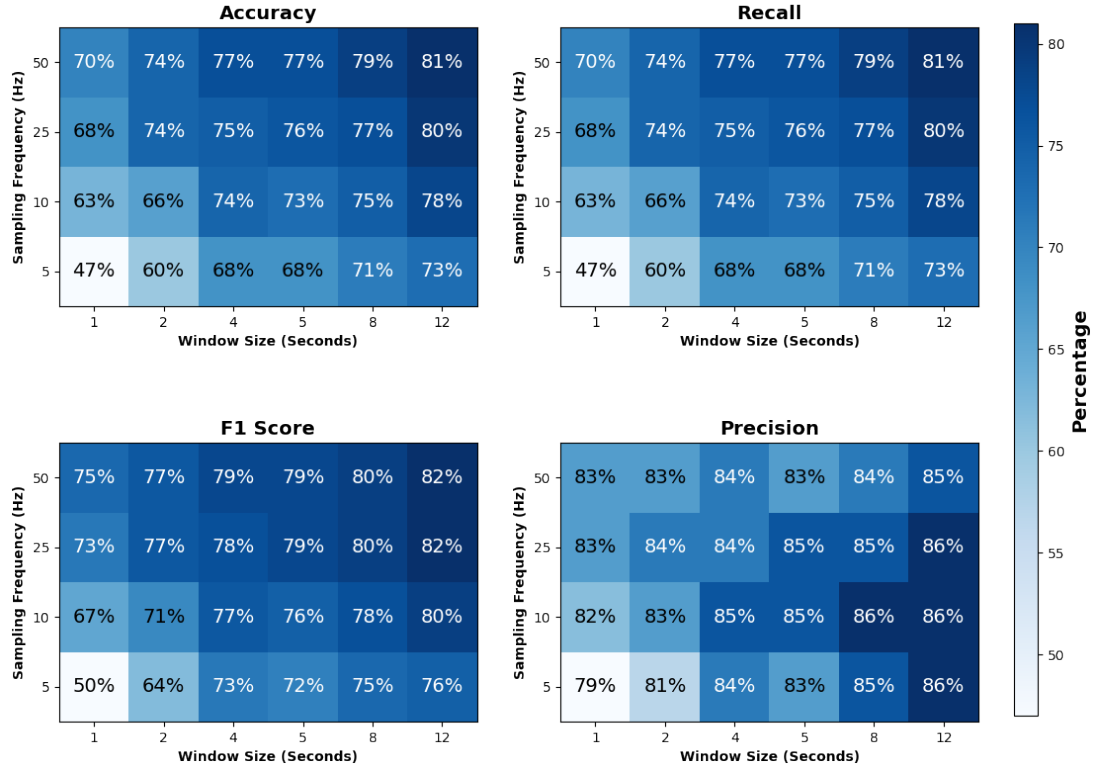 Accuracy
Sampling Frequency (Hz)
50 70% 74% 77% 77% 79% 81%
25 68% 74% 75% 76% 77% 80%
10 63% 66% 74% 73% 75% 78%
5 47% 60% 68% 68% 71% 73%
1 2 4 5 8 12
Window Size (Seconds)
Recall
Sampling Frequency (Hz)
50 70% 74% 77% 77% 79% 81%
25 68% 74% 75% 76% 77% 80%
10 63% 66% 74% 73% 75% 78%
5 47% 60% 68% 68% 71% 73%
1 2 4 5 8 12
Window Size (Seconds)
F1 Score
Sampling Frequency (Hz)
50 75% 77% 79% 79% 80% 82%
25 73% 77% 78% 79% 80% 82%
10 67% 71% 77% 76% 78% 80%
5 50% 64% 73% 72% 75% 76%
1 2 4 5 8 12
Window Size (Seconds)
Precision
Sampling Frequency (Hz)
50 83% 83% 84% 83% 84% 85%
25 83% 84% 84% 85% 85% 86%
10 82% 83% 85% 85% 86% 86%
5 79% 81% 84% 83% 85% 86%
1 2 4 5 8 12
Window Size (Seconds)
80
75
70
65
60
55
50
Percentage